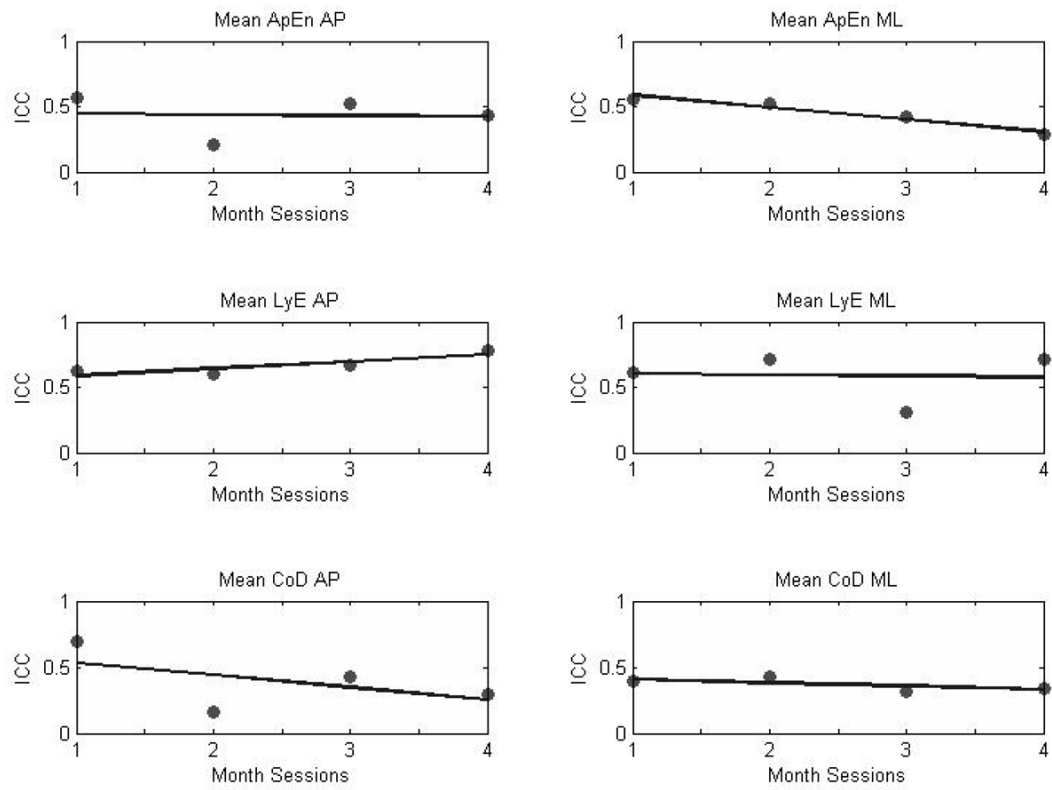 Mean ApEn AP
1
0.5
0
ICC
1 2 3 4
Month Sessions
Mean ApEn ML
1
0.5
0
ICC
1 2 3 4
Month Sessions
Mean LyE AP
1
0.5
0
ICC
1 2 3 4
Month Sessions
Mean LyE ML
1
0.5
0
ICC
1 2 3 4
Month Sessions
Mean CoD AP
1
0.5
0
ICC
1 2 3 4
Month Sessions
Mean CoD ML
1
0.5
0
ICC
1 2 3 4
Month Sessions